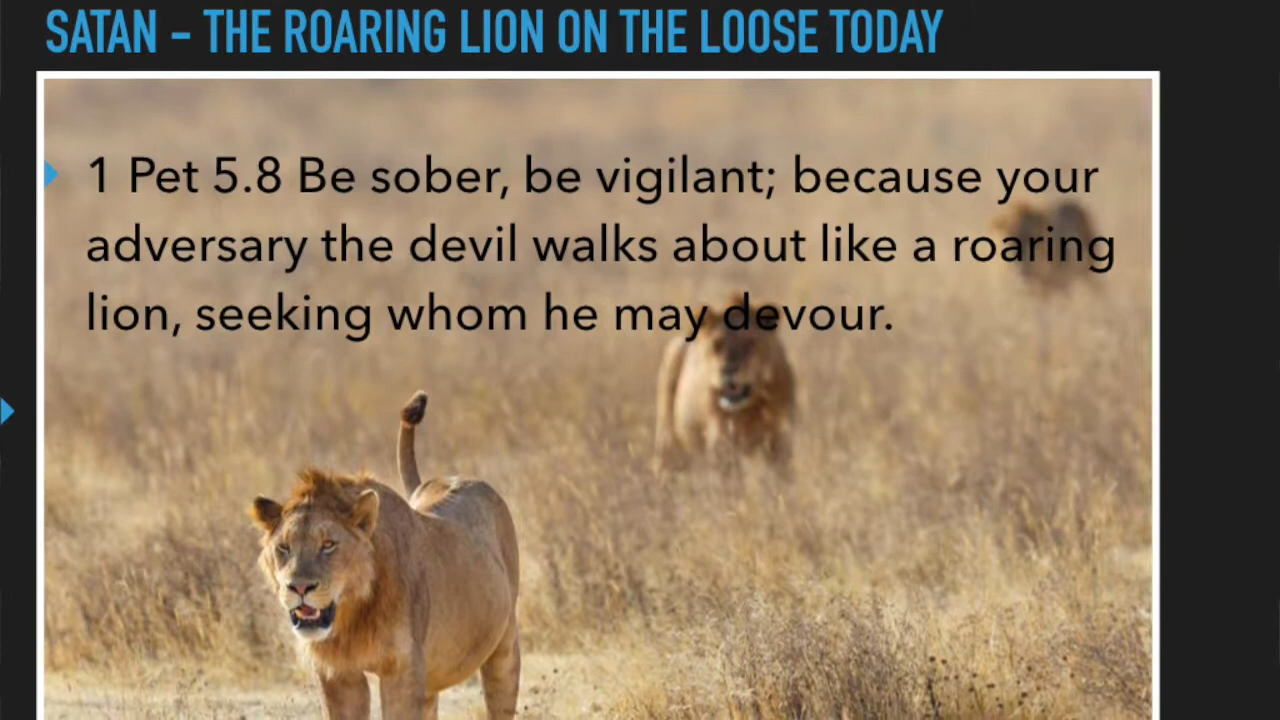 SATAN – THE ROARING LION ON THE LOOSE TODAY
1 Pet 5.8 Be sober, be vigilant; because your
adversary the devil walks about like a roaring
lion, seeking whom he may devour.